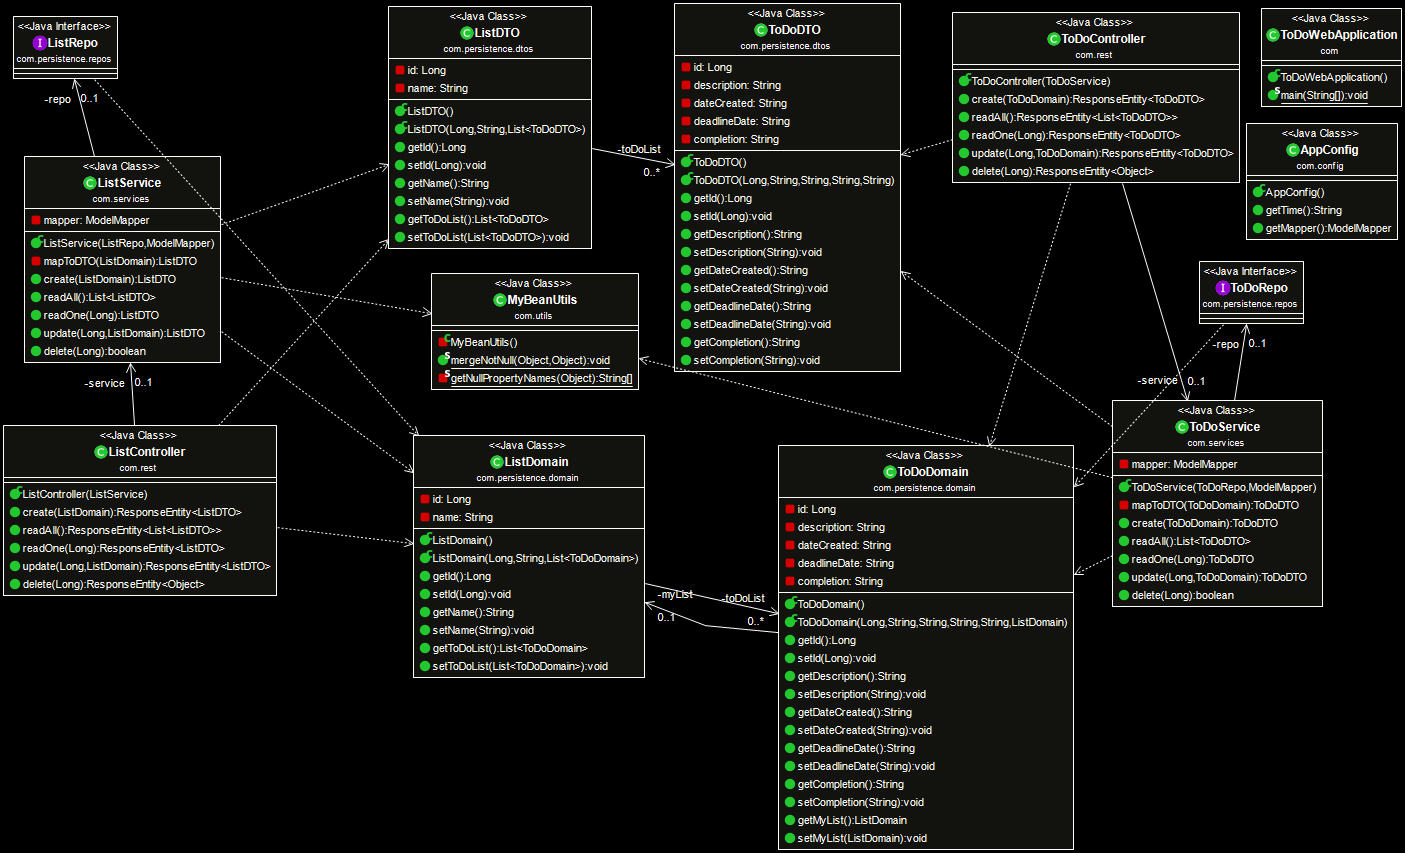 <<Java Interface>>
ListRepo
com.persistence.repos
<<Java Class>>
ListDTO
com.persistence.dtos
id: Long
name: String
ListDTO()
ListDTO(Long,String,List<ToDoDTO>)
getId():Long
setId(Long):void
getName():String
setName(String):void
getToDoList():List<ToDoDTO>
setToDoList(List<ToDoDTO>):void
<<Java Class>>
ToDoDTO
com.persistence.dtos
id: Long
description: String
dateCreated: String
deadlineDate: String
completion: String
ToDoDTO()
ToDoDTO(Long,String,String,String,String)
getId():Long
setId(Long):void
getDescription():String
setDescription(String):void
getDateCreated():String
setDateCreated(String):void
getDeadlineDate():String
setDeadlineDate(String):void
getCompletion():String
setCompletion(String):void
<<Java Class>>
ToDoController
com.rest
ToDoController(ToDoService)
create(ToDoDomain):ResponseEntity<ToDoDTO>
readAll():ResponseEntity<List<ToDoDTO>>
readOne(Long):ResponseEntity<ToDoDTO>
update(Long,ToDoDomain):ResponseEntity<ToDoDTO>
delete(Long):ResponseEntity<Object>
<<Java Class>>
ToDoWebApplication
com
ToDoWebApplication()
main(String[]):void
<<Java Class>>
AppConfig
com.config
AppConfig()
getTime():String
getMapper():ModelMapper
-repo 0..1
-toDoList
0..*
<<Java Class>>
ListService
com.services
mapper: ModelMapper
ListService(ListRepo,ModelMapper)
mapToDTO(ListDomain):ListDTO
create(ListDomain):ListDTO
readAll():List<ListDTO>
readOne(Long):ListDTO
update(Long,ListDomain):ListDTO
delete(Long):boolean
<<Java Class>>
MyBeanUtils
com.utils
MyBeanUtils()
mergeNotNull(Object,Object):void
getNullPropertyNames(Object):String[]
<<Java Interface>>
ToDoRepo
com.persistence.repos
-repo 0..1
-service 0..1
-service 0..1
<<Java Class>>
ListController
com.rest
ListController(ListService)
create(ListDomain):ResponseEntity<ListDTO>
readAll():ResponseEntity<List<ListDTO>>
readOne(Long):ResponseEntity<ListDTO>
update(Long,ListDomain):ResponseEntity<ListDTO>
delete(Long):ResponseEntity<Object>
<<Java Class>>
ListDomain
com.persistence.domain
id: Long
name: String
ListDomain()
ListDomain(Long,String,List<ToDoDomain>)
getId():Long
setId(Long):void
getName():String
setName(String):void
getToDoList():List<ToDoDomain>
setToDoList(List<ToDoDomain>):void
-myList -toDoList
0..1 0..*
<<Java Class>>
ToDoDomain
com.persistence.domain
id: Long
description: String
dateCreated: String
deadlineDate: String
completion: String
ToDoDomain()
ToDoDomain(Long,String,String,String,String,ListDomain)
getId():Long
setId(Long):void
getDescription():String
setDescription(String):void
getDateCreated():String
setDateCreated(String):void
getDeadlineDate():String
setDeadlineDate(String):void
getCompletion():String
setCompletion(String):void
getMyList():ListDomain
setMyList(ListDomain):void
<<Java Class>>
ToDoService
com.services
mapper: ModelMapper
ToDoService(ToDoRepo,ModelMapper)
mapToDTO(ToDoDomain):ToDoDTO
create(ToDoDomain):ToDoDTO
readAll():List<ToDoDTO>
readOne(Long):ToDoDTO
update(Long,ToDoDomain):ToDoDTO
delete(Long):boolean